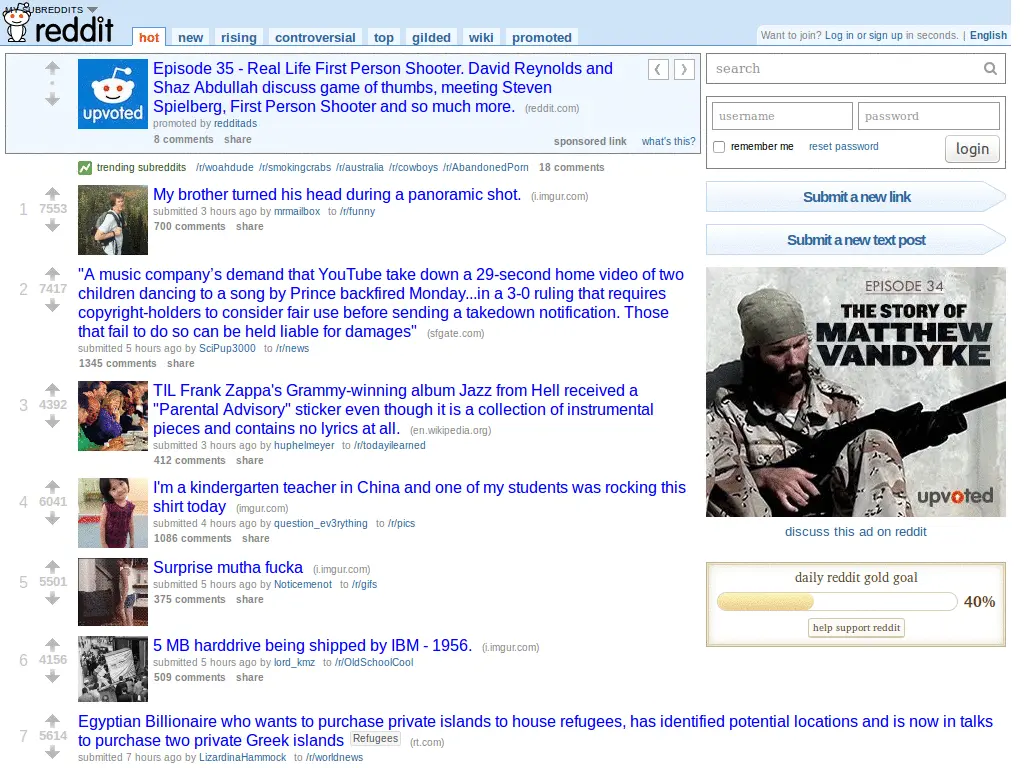 MY SUBREDDITS
reddit hot new rising controversial top gilded wiki promoted
Want to join? Log in or sign up in seconds. | English
upvoted
Episode 35 - Real Life First Person Shooter. David Reynolds and
Shaz Abdullah discuss game of thumbs, meeting Steven
Spielberg, First Person Shooter and so much more. (reddit.com)
promoted by redditads
8 comments share
sponsored link what's this?
trending subreddits /r/woahdude /r/smokingcrabs /r/australia /r/cowboys /r/AbandonedPorn 18 comments
1
7553
My brother turned his head during a panoramic shot. (i.imgur.com)
submitted 3 hours ago by mrmailbox to /r/funny
700 comments share
2
7417
"A music company's demand that YouTube take down a 29-second home video of two
children dancing to a song by Prince backfired Monday...in a 3-0 ruling that requires
copyright-holders to consider fair use before sending a takedown notification. Those
that fail to do so can be held liable for damages" (sfgate.com)
submitted 5 hours ago by SciPup3000 to /r/news
1345 comments share
3
4392
TIL Frank Zappa's Grammy-winning album Jazz from Hell received a
"Parental Advisory" sticker even though it is a collection of instrumental
pieces and contains no lyrics at all. (en.wikipedia.org)
submitted 3 hours ago by huphelmeyer to /r/todayilearned
412 comments share
4
6041
I'm a kindergarten teacher in China and one of my students was rocking this
shirt today (imgur.com)
submitted 4 hours ago by question_ev3rything to /r/pics
1086 comments share
5
5501
Surprise mutha fucka (i.imgur.com)
submitted 5 hours ago by Noticemenot to /r/gifs
375 comments share
6
4156
5 MB harddrive being shipped by IBM - 1956. (i.imgur.com)
submitted 5 hours ago by lord_kmz to /r/OldSchoolCool
509 comments share
7
5614
Egyptian Billionaire who wants to purchase private islands to house refugees, has identified potential locations and is now in talks
to purchase two private Greek islands Refugees (rt.com)
submitted 7 hours ago by LizardinaHammock to /r/worldnews
search
username password
remember me reset password login
Submit a new link
Submit a new text post
EPISODE 34
THE STORY OF
MATTHEW
VANDYKE
upvoted
discuss this ad on reddit
daily reddit gold goal
40%
help support reddit